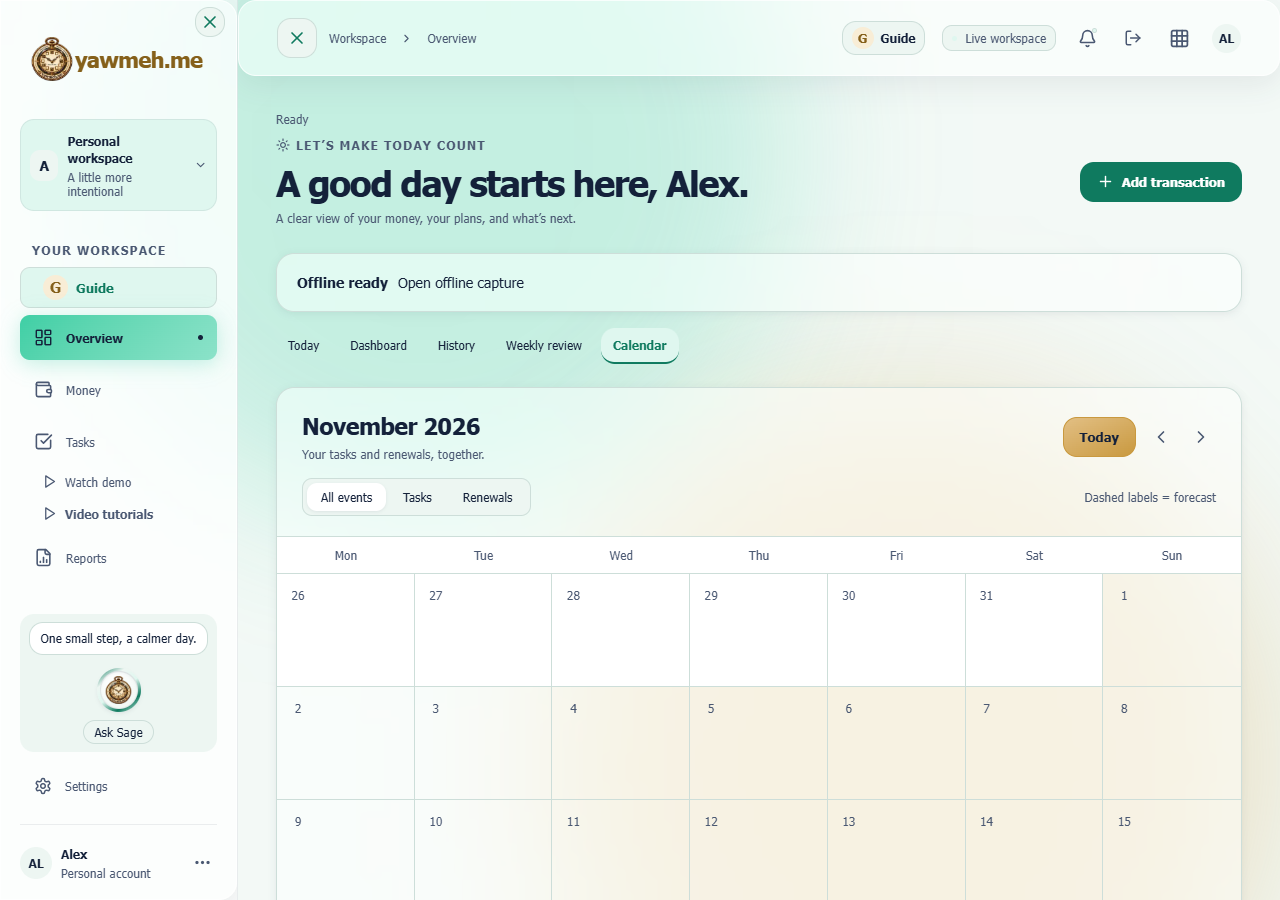 yawmeh.me
A
Personal
workspace
A little more
intentional
YOUR WORKSPACE
G Guide
Overview
Money
Tasks
Watch demo
Video tutorials
Reports
One small step, a calmer day.
Ask Sage
Settings
AL
Alex
Personal account
Workspace
Overview
G Guide
Live workspace
AL
Ready
LET’S MAKE TODAY COUNT
A good day starts here, Alex.
A clear view of your money, your plans, and what’s next.
Add transaction
Offline ready Open offline capture
Today Dashboard History Weekly review Calendar
November 2026
Your tasks and renewals, together.
Today
All events Tasks Renewals
Dashed labels = forecast
Mon Tue Wed Thu Fri Sat Sun
26 27 28 29 30 31 1
2 3 4 5 6 7 8
9 10 11 12 13 14 15